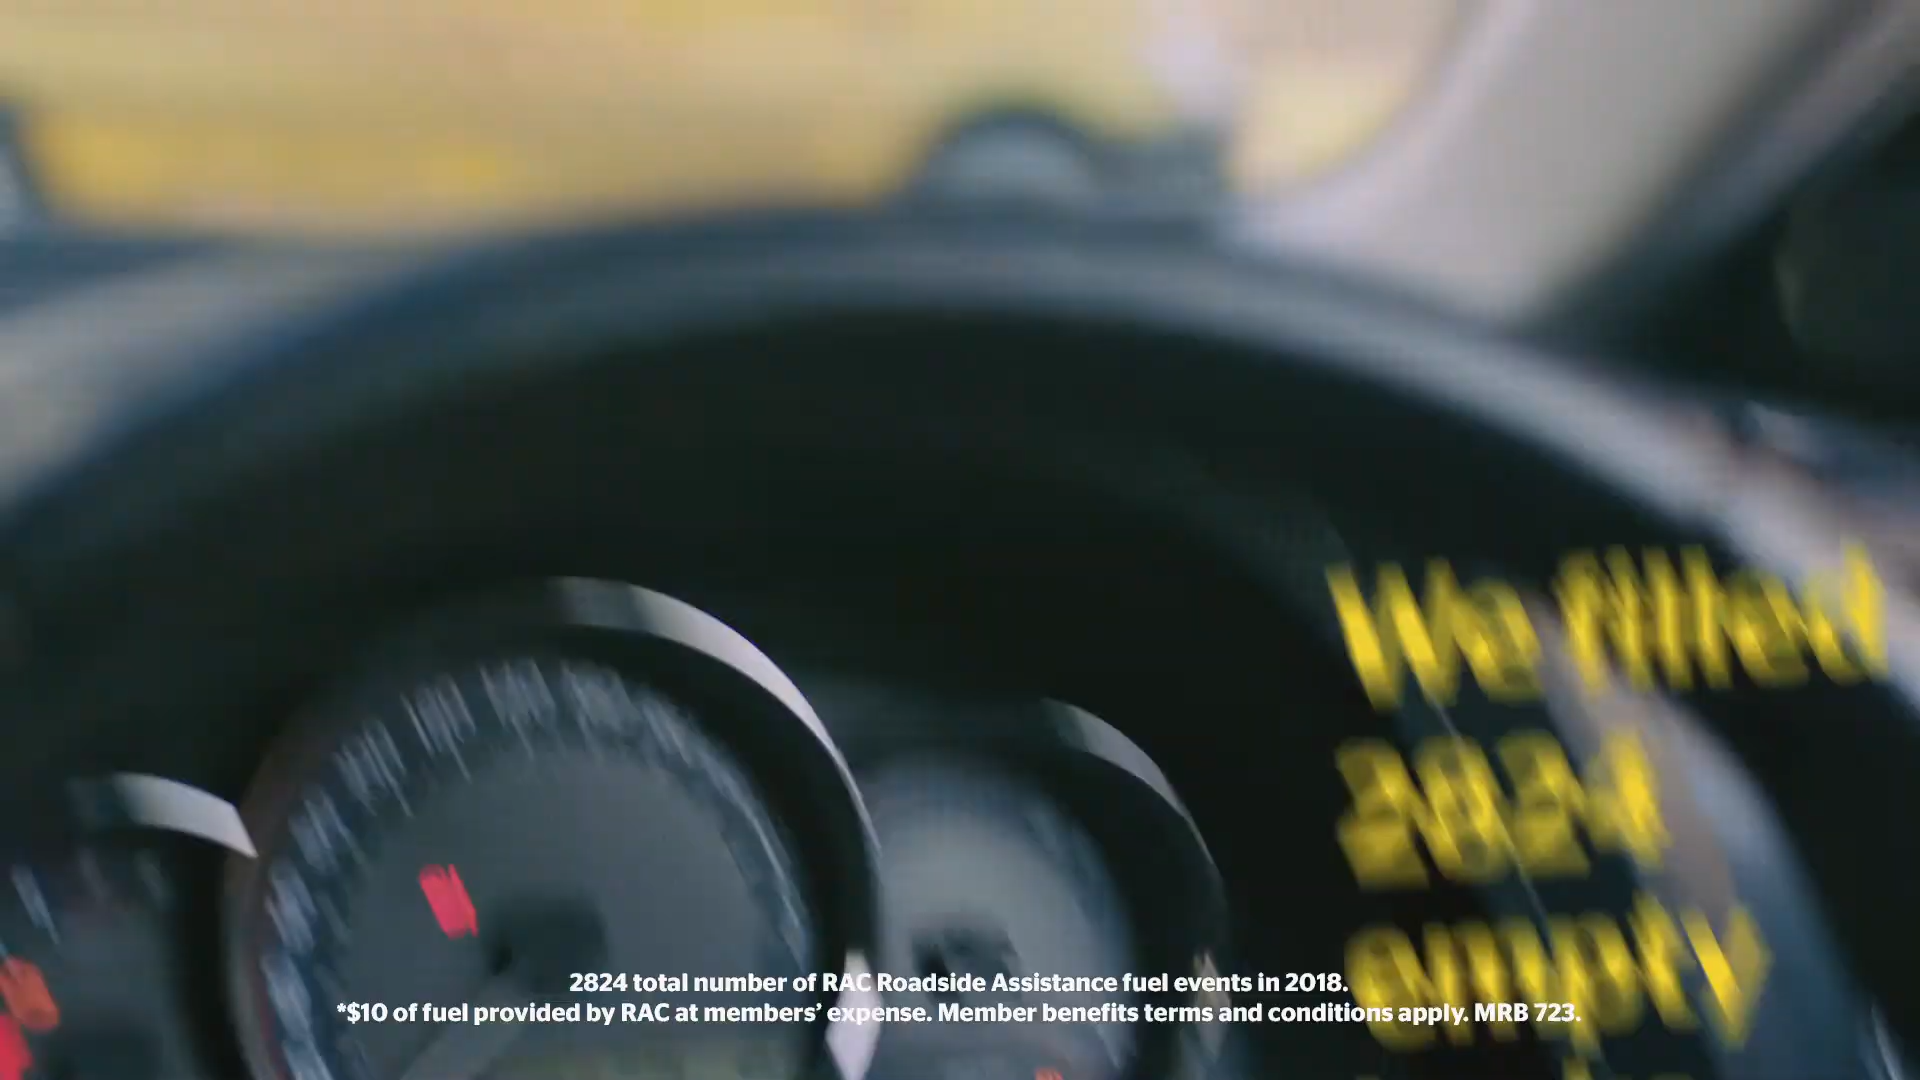 We filled
2824
empty
2824 total number of RAC Roadside Assistance fuel events in 2018.
*$10 of fuel provided by RAC at members’ expense. Member benefits terms and conditions apply. MRB 723.